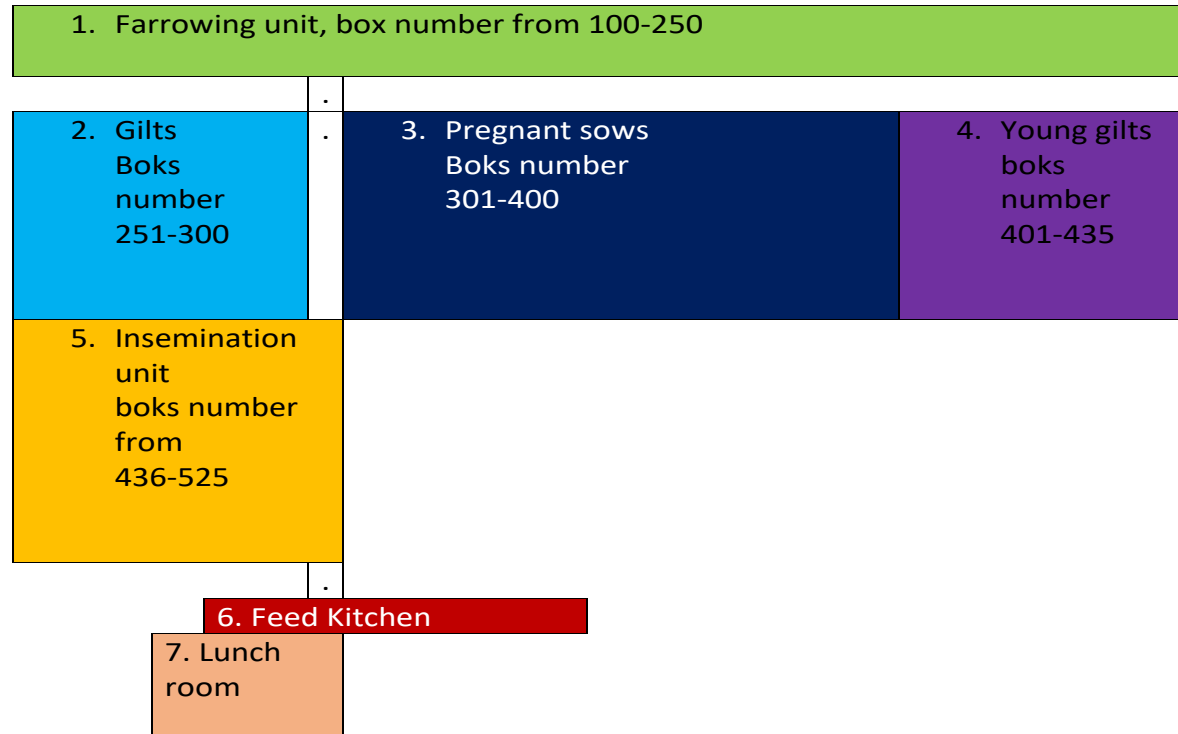 1. Farrowing unit, box number from 100-250
.
2. Gilts
Boks
number
251-300
.
3. Pregnant sows
Boks number
301-400
4. Young gilts
boks
number
401-435
5. Insemination
unit
boks number
from
436-525
.
6. Feed Kitchen
7. Lunch
room